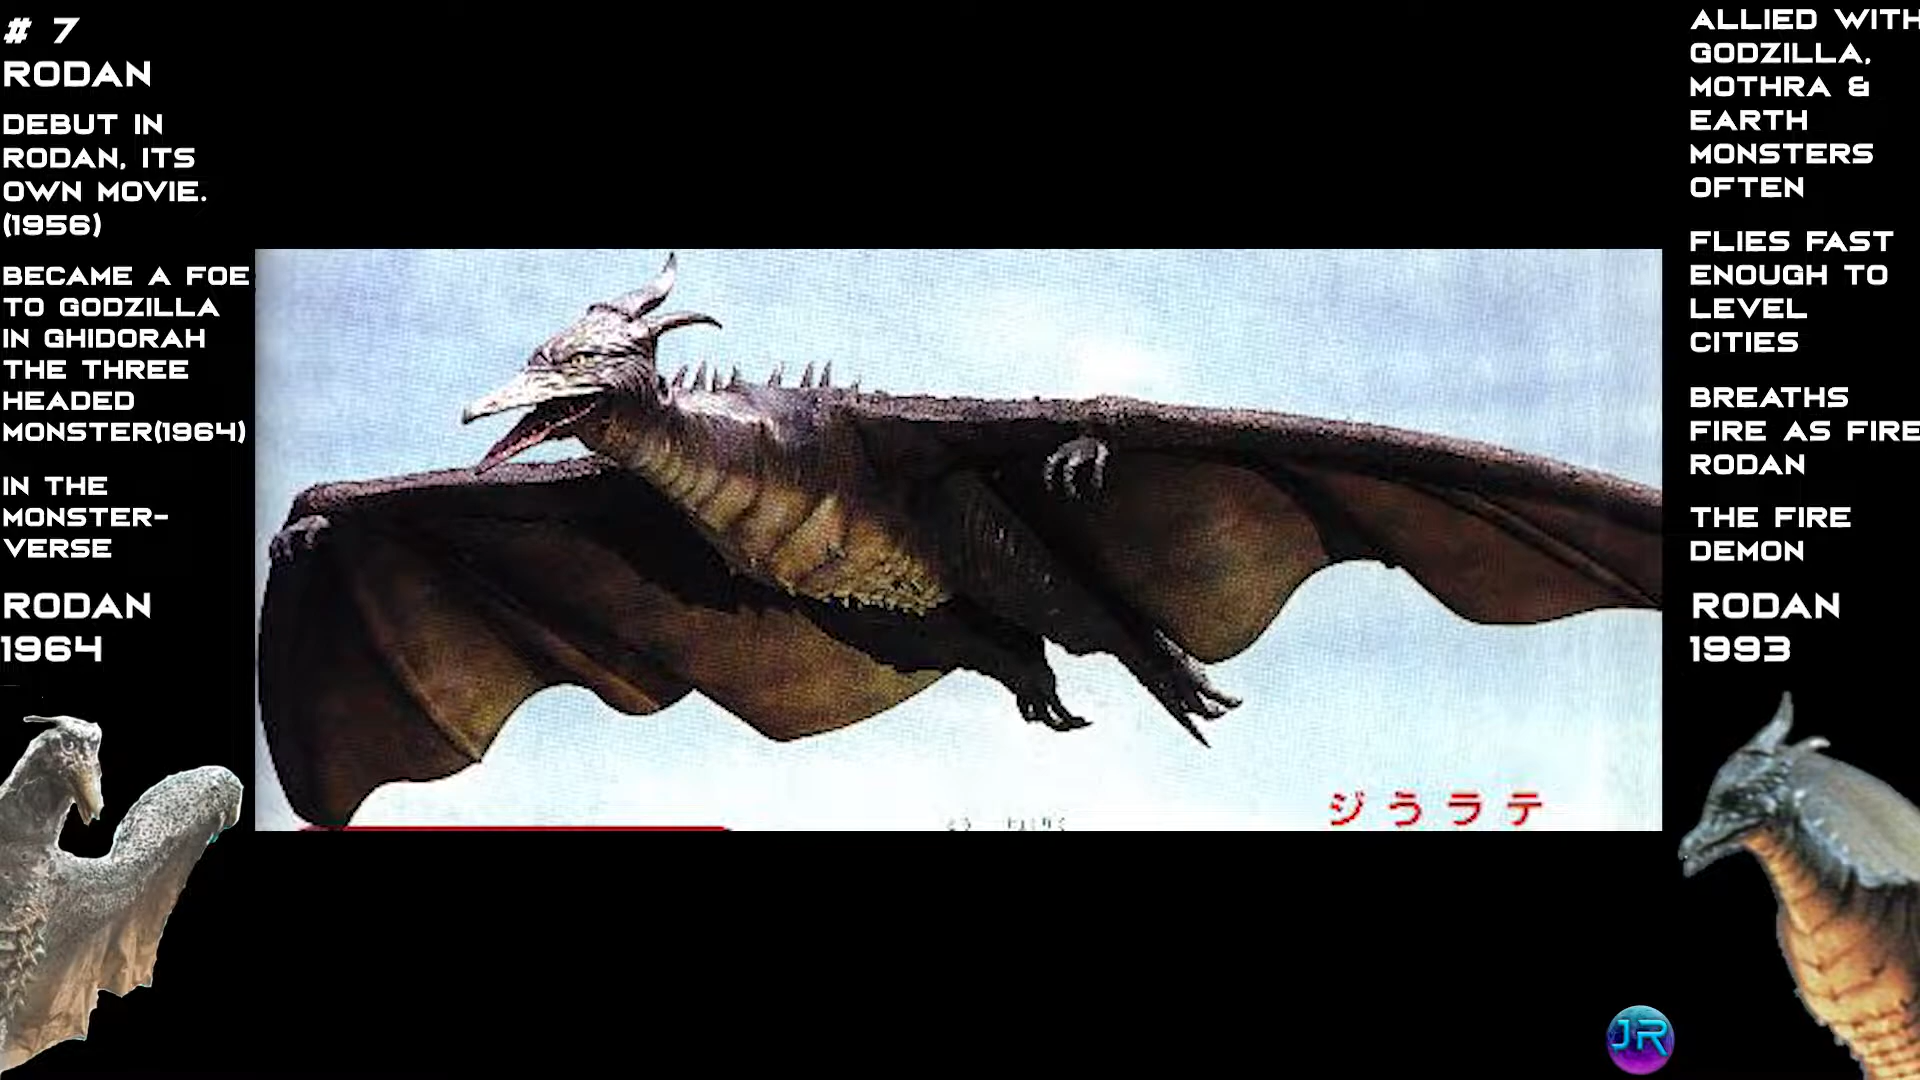 # 7
RODAN
DEBUT IN
RODAN, ITS
OWN MOVIE.
(1956)
BECAME A FOE
TO GODZILLA
IN GHIDORAH
THE THREE
HEADED
MONSTER(1964)
IN THE
MONSTER-
VERSE
RODAN
1964
ジうラテ
ALLIED WITH
GODZILLA,
MOTHRA &
EARTH
MONSTERS
OFTEN
FLIES FAST
ENOUGH TO
LEVEL
CITIES
BREATHS
FIRE AS FIRE
RODAN
THE FIRE
DEMON
RODAN
1993
JR